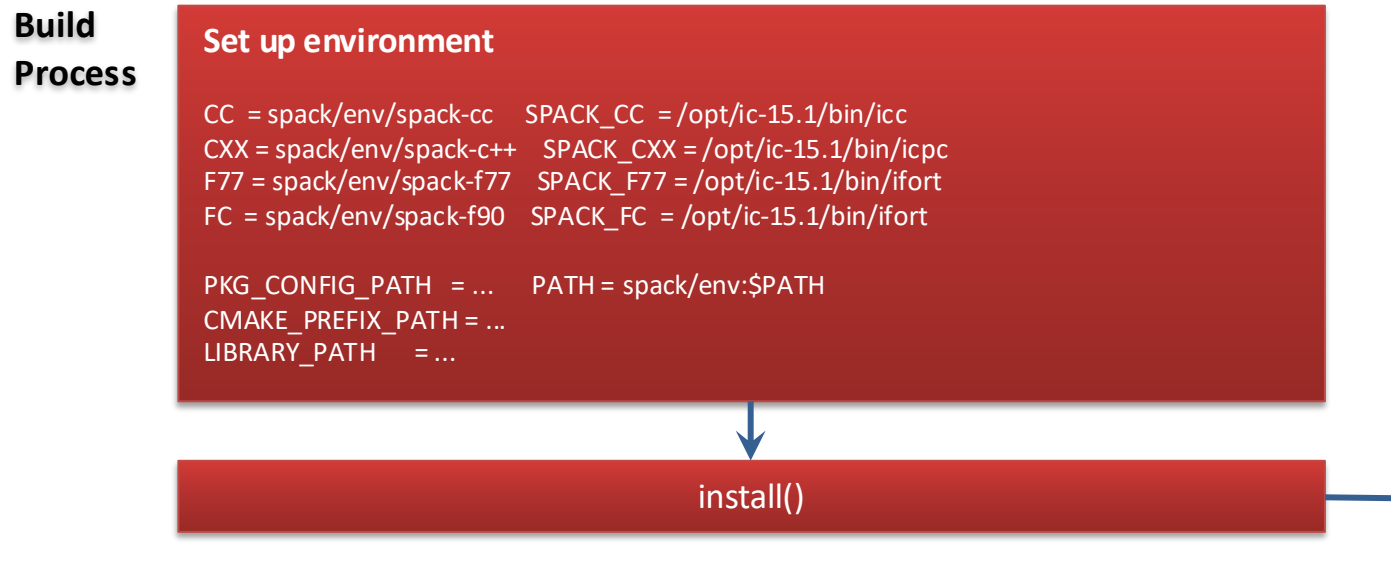 Build
Process
Set up environment
CC = spack/env/spack-cc SPACK_CC = /opt/ic-15.1/bin/icc
CXX = spack/env/spack-c++ SPACK_CXX = /opt/ic-15.1/bin/icpc
F77 = spack/env/spack-f77 SPACK_F77 = /opt/ic-15.1/bin/ifort
FC = spack/env/spack-f90 SPACK_FC = /opt/ic-15.1/bin/ifort
PKG_CONFIG_PATH = ... PATH = spack/env:$PATH
CMAKE_PREFIX_PATH = ...
LIBRARY_PATH = ...
install()